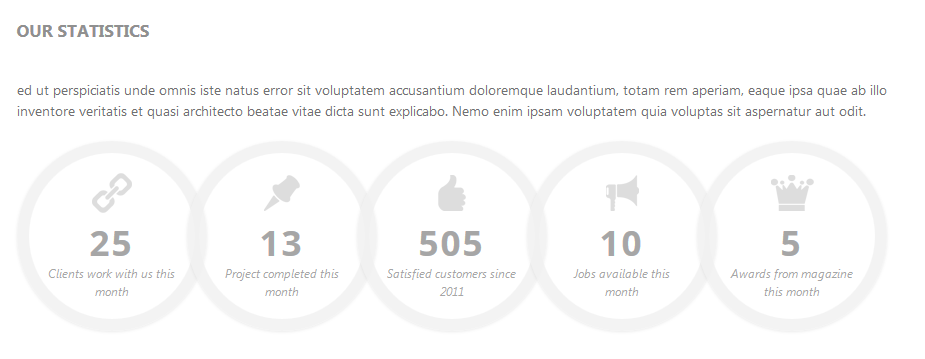 OUR STATISTICS
ed ut perspiciatis unde omnis iste natus error sit voluptatem accusantium doloremque laudantium, totam rem aperiam, eaque ipsa quae ab illo
inventore veritatis et quasi architecto beatae vitae dicta sunt explicabo. Nemo enim ipsam voluptatem quia voluptas sit aspernatur aut odit.
25
Clients work with us this
month
13
Project completed this
month
505
Satisfied customers since
2011
10
Jobs available this
month
5
Awards from magazine
this month